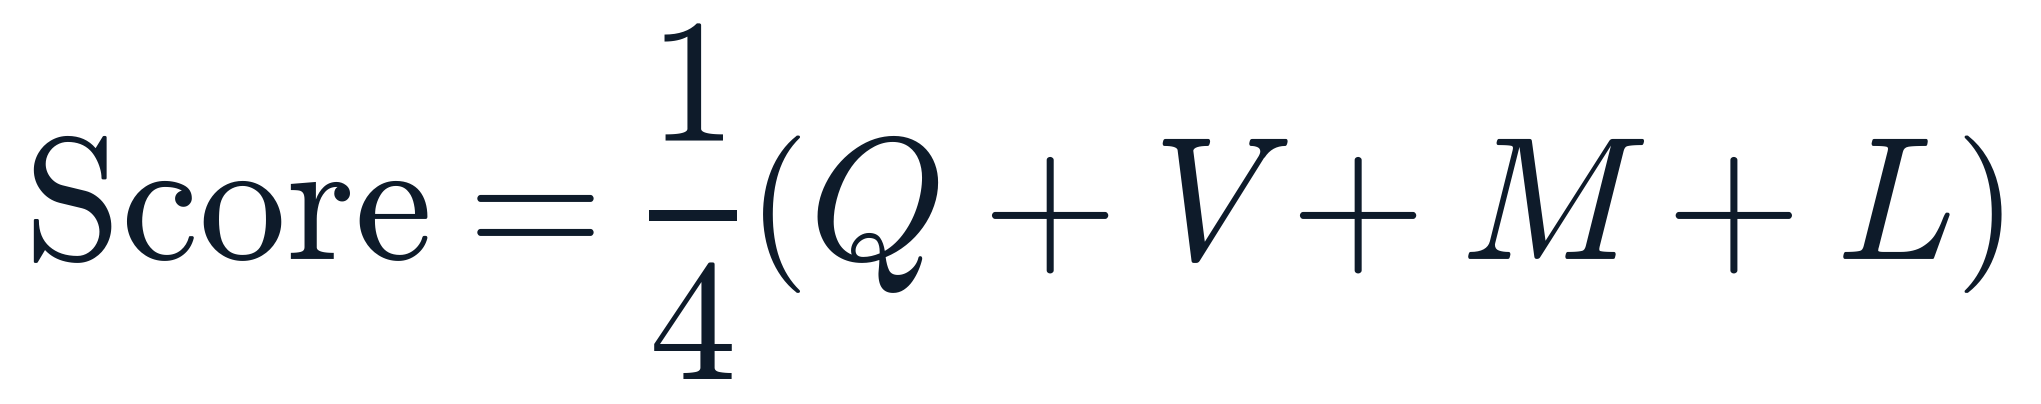 Score = 1/4 (Q + V + M + L)